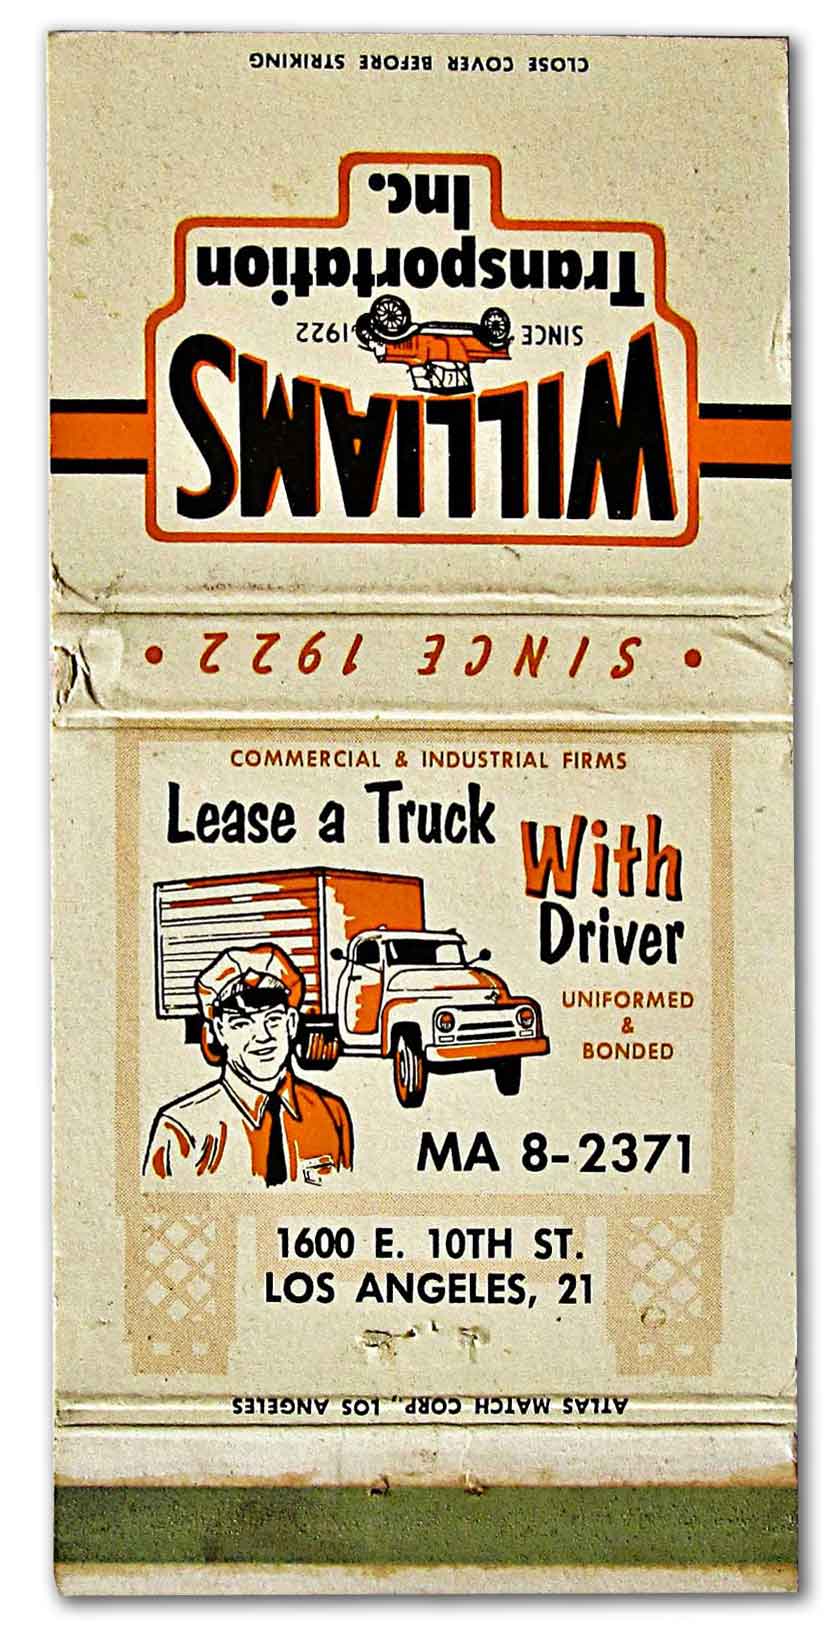 CLOSE COVER BEFORE STRIKING
WILLIAMS
SINCE 1922
Transportation
Inc.
• SINCE 1922 •
COMMERCIAL & INDUSTRIAL FIRMS
Lease a Truck
With
Driver
UNIFORMED
&
BONDED
MA 8-2371
1600 E. 10TH ST.
LOS ANGELES, 21
ATLAS MATCH CORP., LOS ANGELES